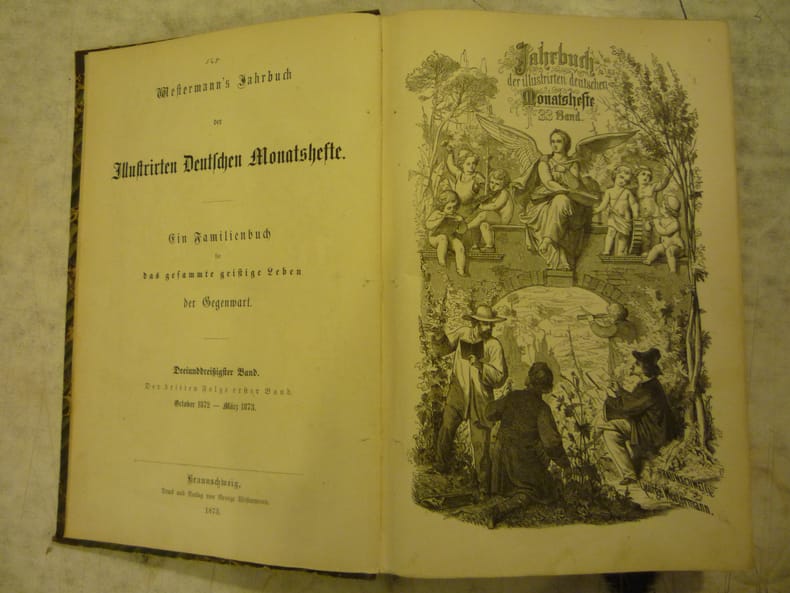 Westermann's Jahrbuch
der
Illustrirten Deutschen Monatshefte.
Ein Familienbuch
für
das gesammte geistige Leben
der Gegenwart.
Dreiunddreißigster Band.
Der dritten Folge erster Band.
October 1872 — März 1873.
Braunschweig,
Druck und Verlag von George Westermann.
1873.
Jahrbuch
der illustrirten deutschen
Monatshefte
33 Band.
BRAUNSCHWEIG
Westermann.